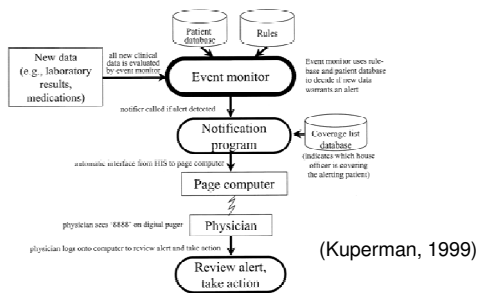 Patient
database
Rules
New data
(e.g., laboratory
results,
medications)
all new clinical
data is evaluated
by event monitor
Event monitor
Event monitor uses rule-
base and patient database
to decide if new data
warrants an alert
notifier called if alert detected
Notification
program
Coverage list
database
(indicates which house
officer is covering
the alerting patient)
automatic interface from HIS to page computer
Page computer
physician sees '8888' on digital pager
Physician
physician logs onto computer to review alert and take action
Review alert,
take action
(Kuperman, 1999)